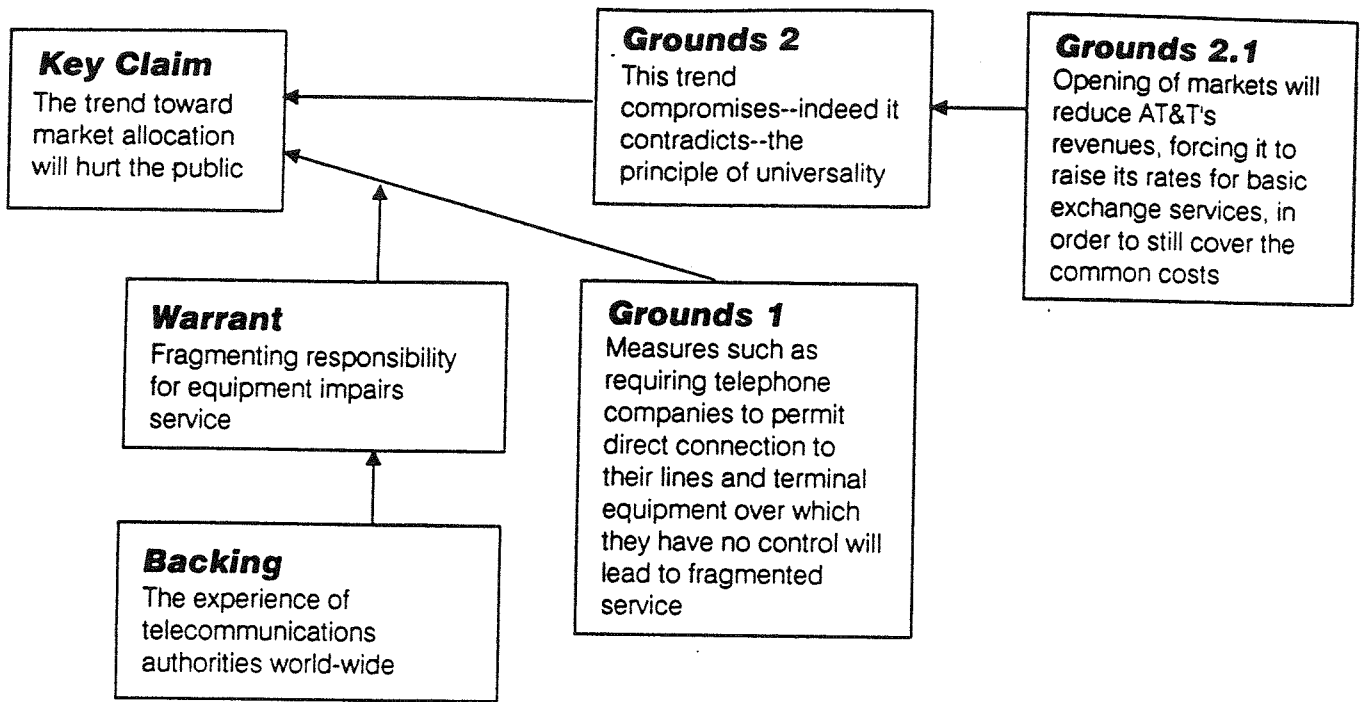 Key Claim
The trend toward
market allocation
will hurt the public
Grounds 2
This trend
compromises--indeed it
contradicts--the
principle of universality
Grounds 2.1
Opening of markets will
reduce AT&T's
revenues, forcing it to
raise its rates for basic
exchange services, in
order to still cover the
common costs
Warrant
Fragmenting responsibility
for equipment impairs
service
Grounds 1
Measures such as
requiring telephone
companies to permit
direct connection to
their lines and terminal
equipment over which
they have no control will
lead to fragmented
service
Backing
The experience of
telecommunications
authorities world-wide